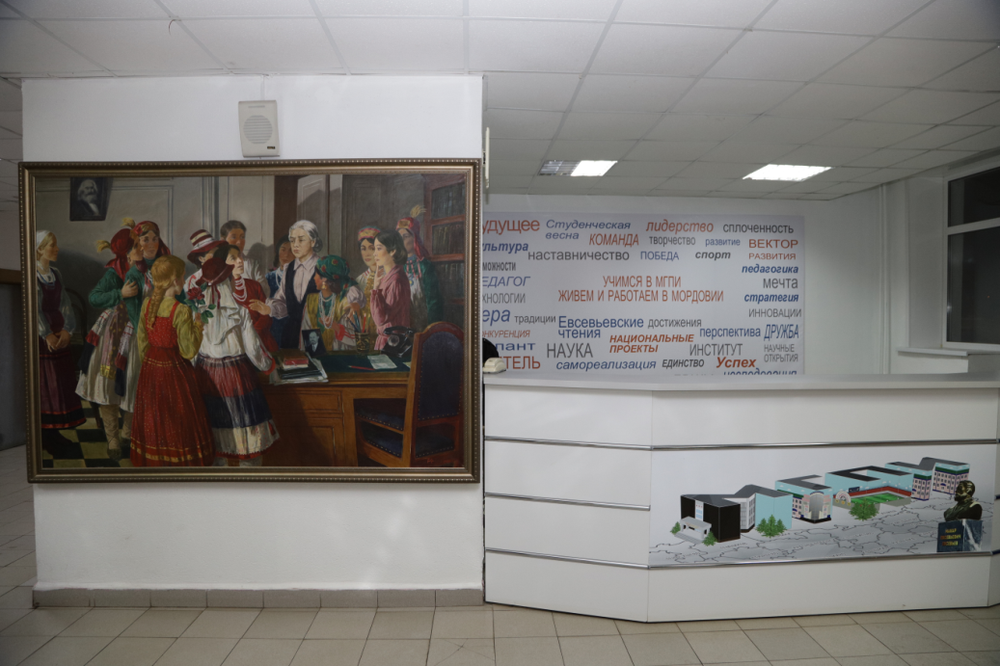 удущее Студенческая весна лидерство сплоченность
ультура КОМАНДА творчество развитие ВЕКТОР РАЗВИТИЯ
наставничество ПОБЕДА спорт педагогика
можности
ЕДАГОГ УЧИМСЯ В МГПИ мечта
хнологии ЖИВЕМ И РАБОТАЕМ В МОРДОВИИ стратегия
ИННОВАЦИИ
ера традиции Евсевьевские чтения достижения перспектива ДРУЖБА
НКУРЕНЦИЯ
лант НАУКА НАЦИОНАЛЬНЫЕ ПРОЕКТЫ ИНСТИТУТ НАУЧНЫЕ ОТКРЫТИЯ
ТЕЛЬ самореализация ЕДИНСТВО Успех исследования